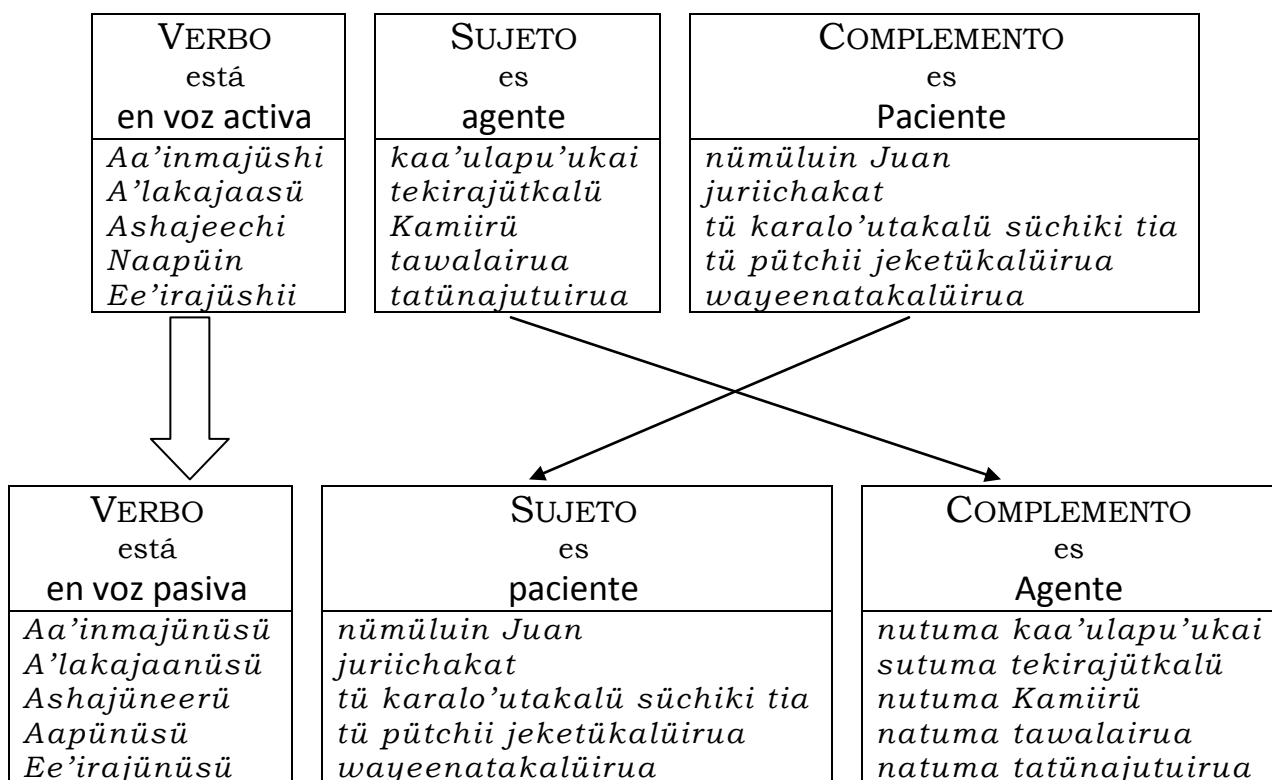 VERBO
está
en voz activa
Aa'inmajüshi
A'lakajaasü
Ashajeechi
Naapüin
Ee'irajüshii
SUJETO
es
agente
kaa'ulapu'ukai
tekirajütkalü
Kamiirü
tawalairua
tatünajutuirua
COMPLEMENTO
es
Paciente
nümüluin Juan
juriichakat
tü karalo'utakalü süchiki tia
tü pütchii jeketükalüirua
wayeenatakalüirua
VERBO
está
en voz pasiva
Aa'inmajünüsü
A'lakajaanüsü
Ashajüneerü
Aapünüsü
Ee'irajünüsü
SUJETO
es
paciente
nümüluin Juan
juriichakat
tü karalo'utakalü süchiki tia
tü pütchii jeketükalüirua
wayeenatakalüirua
COMPLEMENTO
es
Agente
nutuma kaa'ulapu'ukai
sutuma tekirajütkalü
nutuma Kamiirü
natuma tawalairua
natuma tatünajutuirua